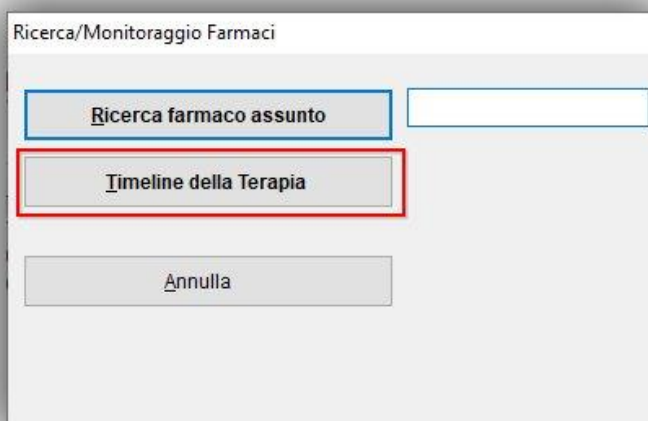 Ricerca/Monitoraggio Farmaci
Ricerca farmaco assunto
Timeline della Terapia
Annulla